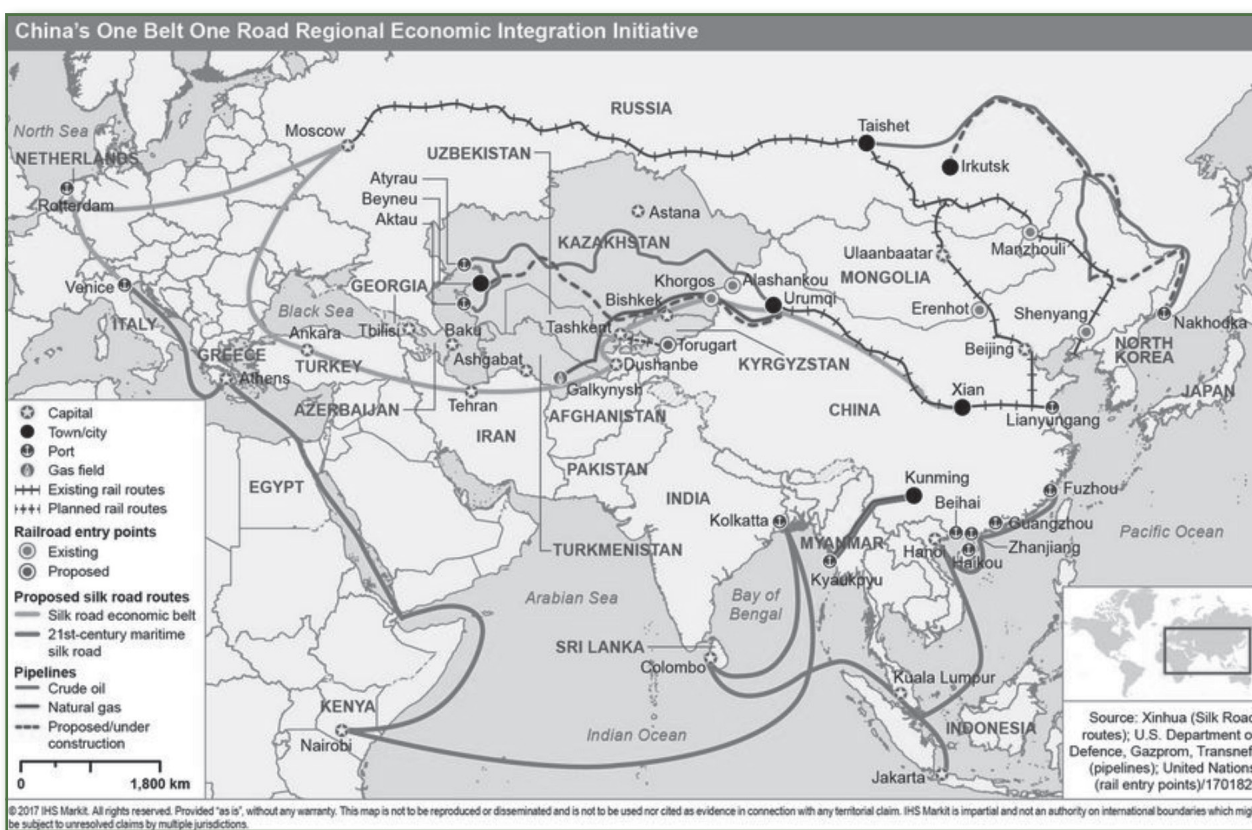 China's One Belt One Road Regional Economic Integration Initiative
RUSSIA
North Sea
Moscow
Taishet
NETHERLANDS
UZBEKISTAN
Irkutsk
Atyrau
Rotterdam
Beyneu
Astana
Aktau
KAZAKHSTAN
Ulaanbaatar
Manzhouli
Khorgos
Alashankou
MONGOLIA
Venice
GEORGIA
Bishkek
Urumqi
Erenhot
Shenyang
ITALY
Black Sea
Nakhodka
Ankara
Tbilisi
Baku
Tashkent
Torugart
NORTH
KOREA
Beijing
GREECE
TURKEY
Ashgabat
Dushanbe
KYRGYZSTAN
Athens
Galkynysh
Xian
JAPAN
AZERBAIJAN
Tehran
AFGHANISTAN
CHINA
Lianyungang
IRAN
PAKISTAN
EGYPT
INDIA
Kunming
Fuzhou
Beihai
Kolkatta
Guangzhou
Pacific Ocean
TURKMENISTAN
MYANMAR
Hanoi
Zhanjiang
Haikou
Kyaukpyu
Arabian Sea
Bay of
Bengal
SRI LANKA
Colombo
Kuala Lumpur
KENYA
Nairobi
Indian Ocean
INDONESIA
Jakarta
Capital
Town/city
Port
Gas field
Existing rail routes
Planned rail routes
Railroad entry points
Existing
Proposed
Proposed silk road routes
Silk road economic belt
21st-century maritime
silk road
Pipelines
Crude oil
Natural gas
Proposed/under
construction
0 1,800 km
Source: Xinhua (Silk Road
routes); U.S. Department o
Defence, Gazprom, Transneft
(pipelines); United Nations
(rail entry points)/170182
© 2017 IHS Markit. All rights reserved. Provided "as is", without any warranty. This map is not to be reproduced or disseminated and is not to be used nor cited as evidence in connection with any territorial claim. IHS Markit is impartial and not an authority on international boundaries which mig
be subject to unresolved claims by multiple jurisdictions.